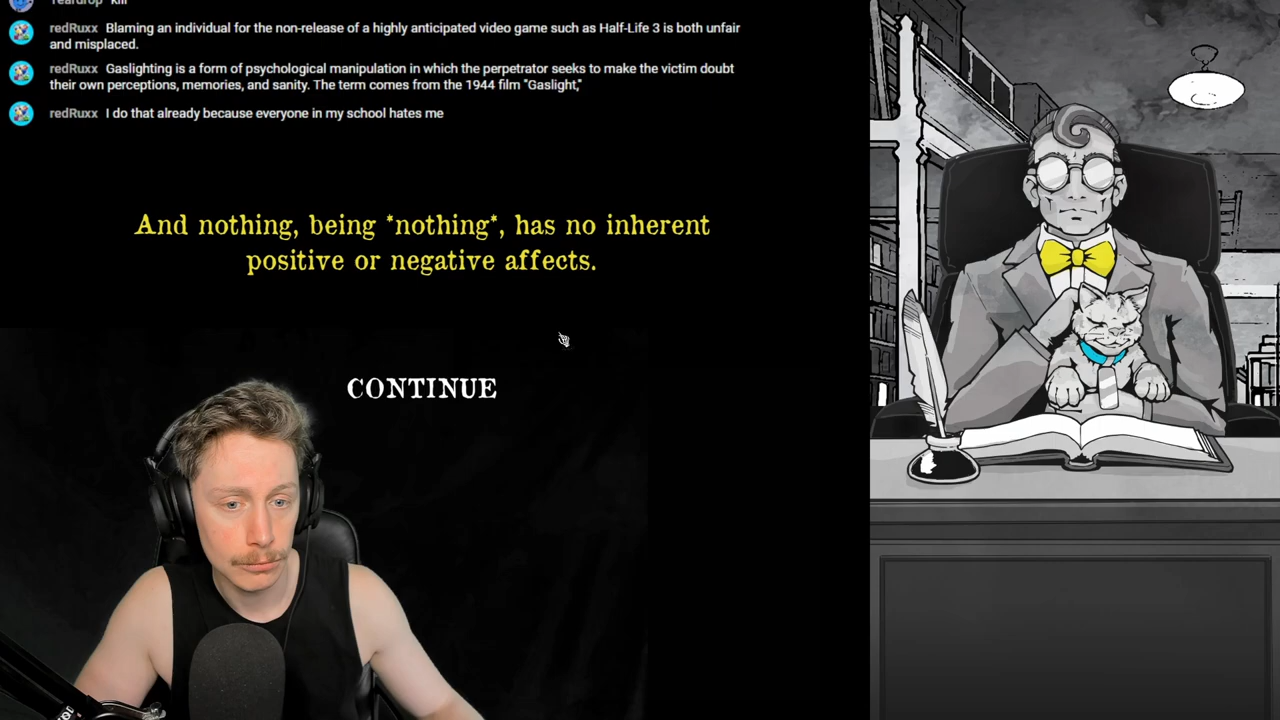 Teardrop kill
redRuxx Blaming an individual for the non-release of a highly anticipated video game such as Half-Life 3 is both unfair
and misplaced.
redRuxx Gaslighting is a form of psychological manipulation in which the perpetrator seeks to make the victim doubt
their own perceptions, memories, and sanity. The term comes from the 1944 film "Gaslight,"
redRuxx I do that already because everyone in my school hates me
And nothing, being *nothing*, has no inherent
positive or negative affects.
CONTINUE